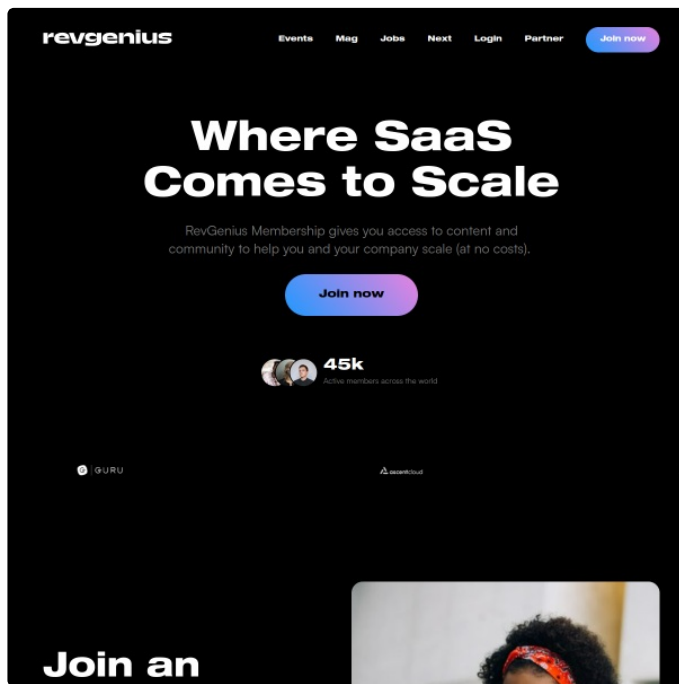 revgenius
Events Mag Jobs Next Login Partner Join now
Where SaaS
Comes to Scale
RevGenius Membership gives you access to content and
community to help you and your company scale (at no costs).
Join now
45k
Active members across the world
G GURU
ascentcloud
Join an